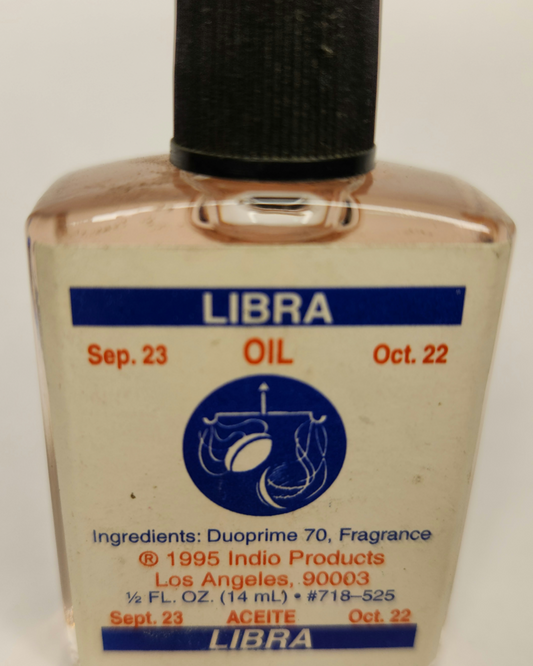 LIBRA
Sep. 23 OIL Oct. 22
Ingredients: Duoprime 70, Fragrance
® 1995 Indio Products
Los Angeles, 90003
½ FL. OZ. (14 mL) • #718–525
Sept. 23 ACEITE Oct. 22
LIBRA